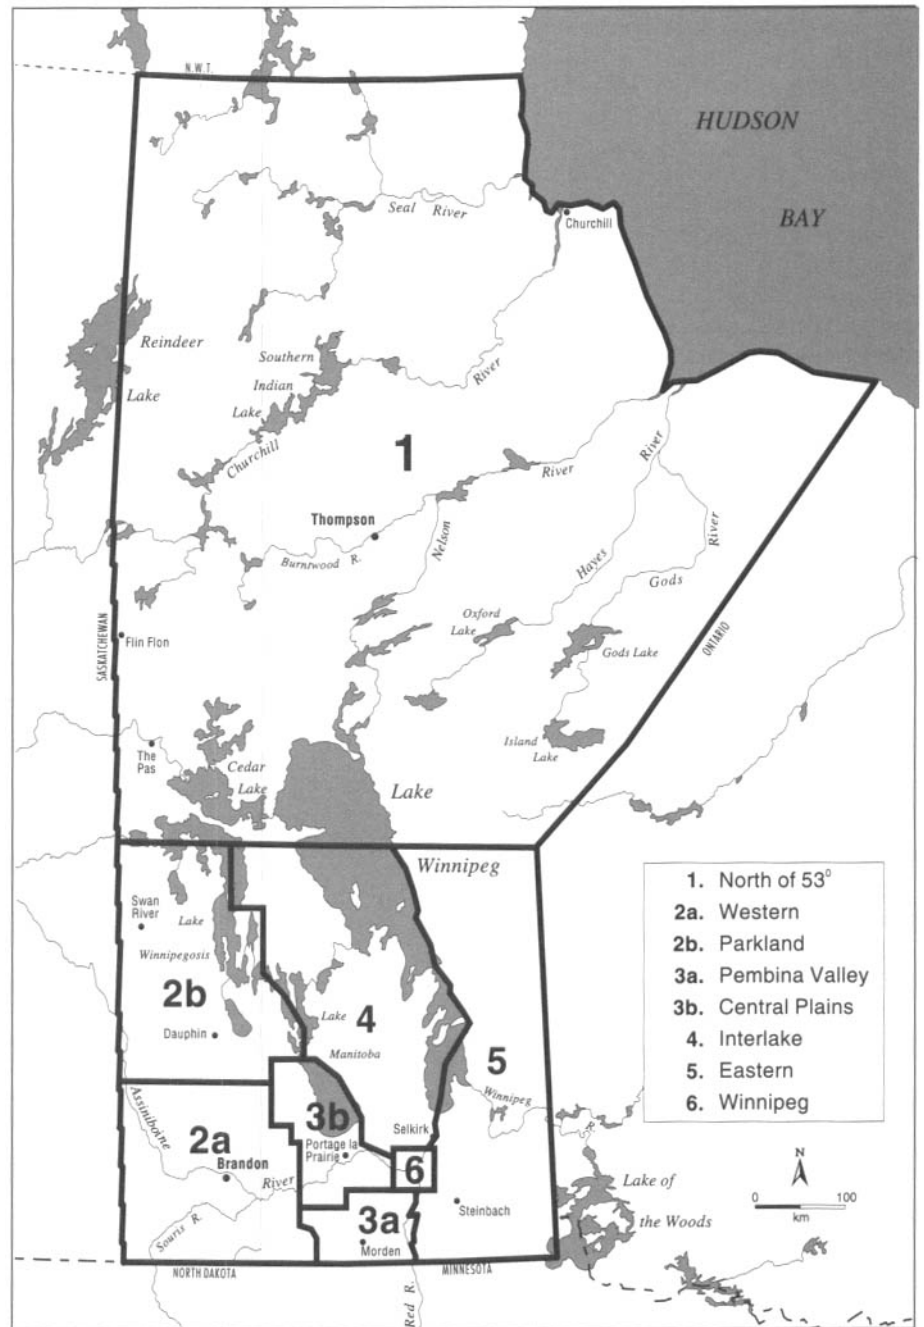 N.W.T.
HUDSON
BAY
Seal River
Churchill
Reindeer
Lake
Southern
Indian
Lake
River
Churchill
1
River
River
Thompson
Nelson
River
Burntwood R.
Hayes
Gods
SASKATCHEWAN
Flin Flon
Oxford
Lake
Gods Lake
ONTARIO
The
Pas
Cedar
Lake
Island
Lake
Lake
Winnipeg
Swan
River
Lake
Winnipegosis
2b
Dauphin
4
Lake
Manitoba
5
Winnipeg
R.
Assiniboine
3b
2a
Brandon
River
Portage la
Prairie
Selkirk
6
Souris R.
3a
Morden
Steinbach
Lake of
the Woods
NORTH DAKOTA
MINNESOTA
Red R.
1. North of 53⁰
2a. Western
2b. Parkland
3a. Pembina Valley
3b. Central Plains
4. Interlake
5. Eastern
6. Winnipeg
N
0 100
km